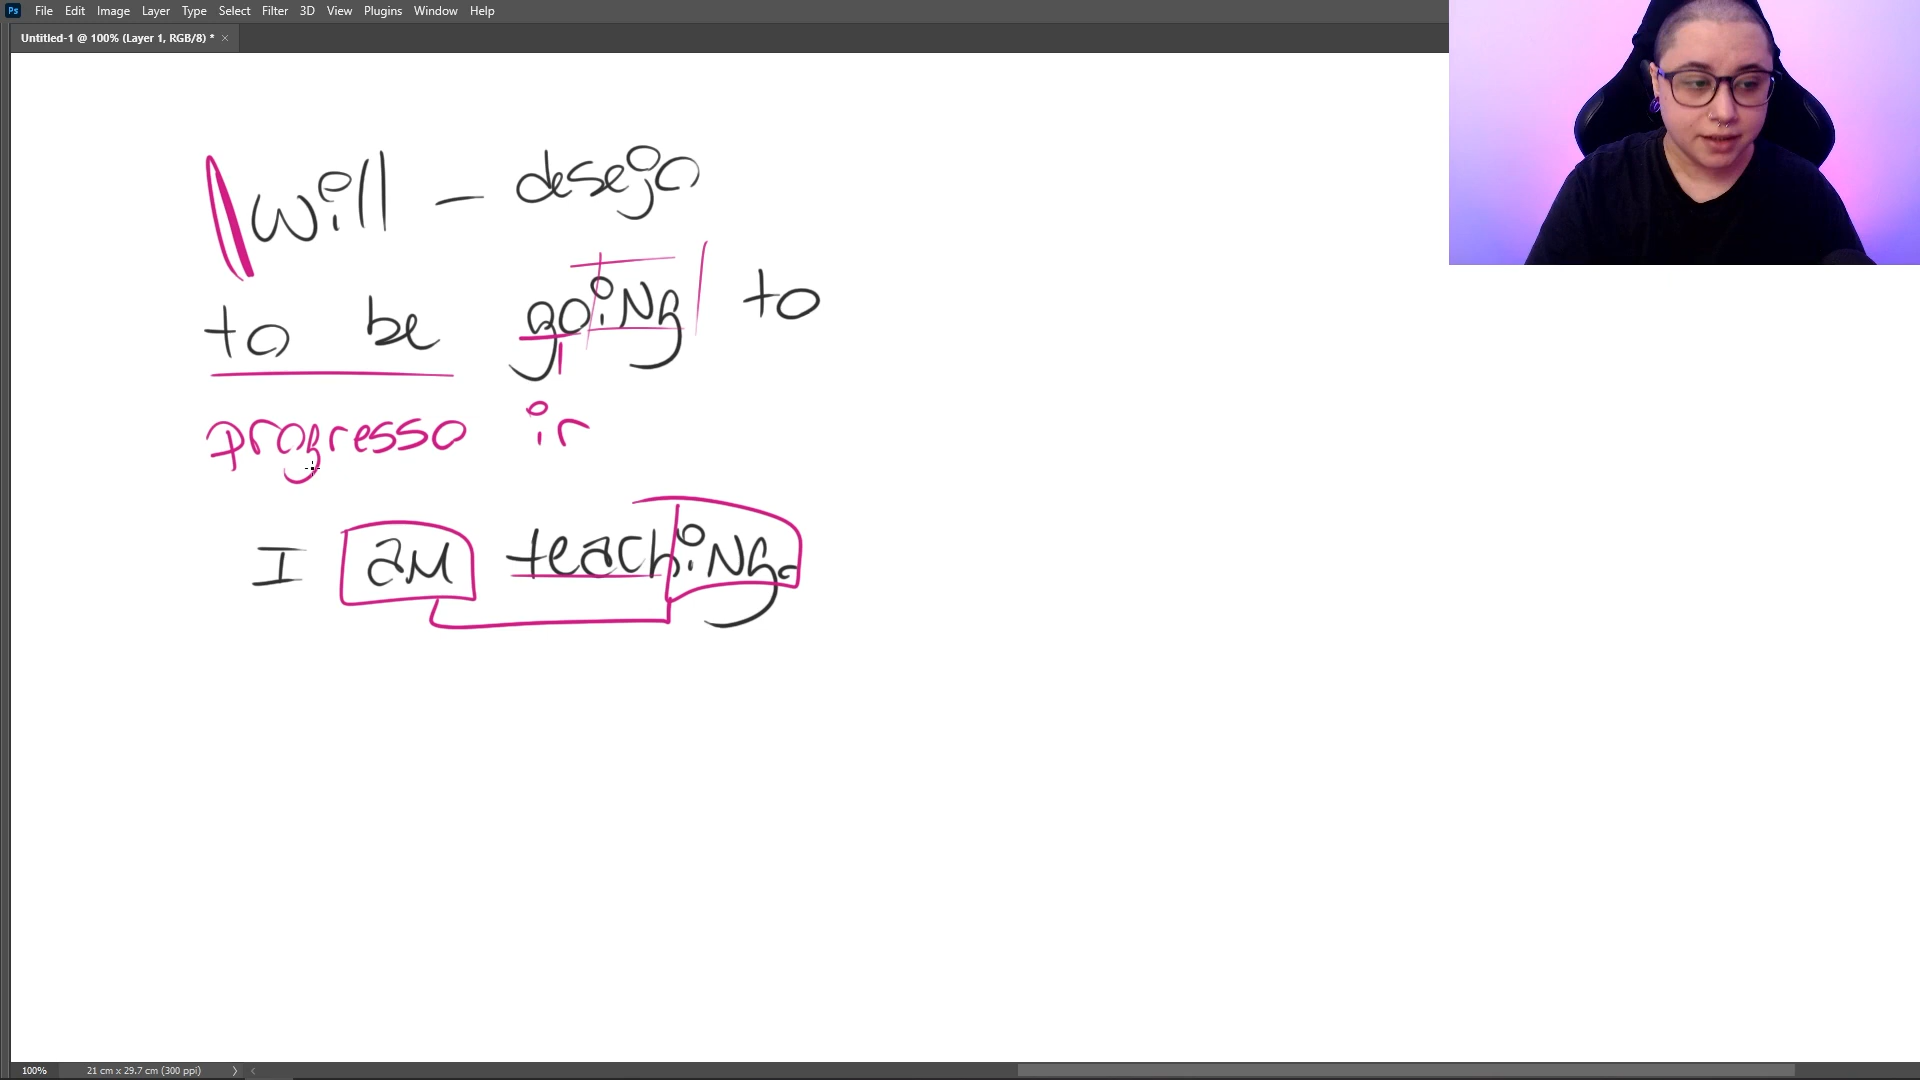 File Edit Image Layer Type Select Filter 3D View Plugins Window Help
Untitled-1 @ 100% (Layer 1, RGB/8) * ×
will – desejo
to be going to
progresso ir
I am teaching.
100% 21 cm x 29.7 cm (300 ppi)